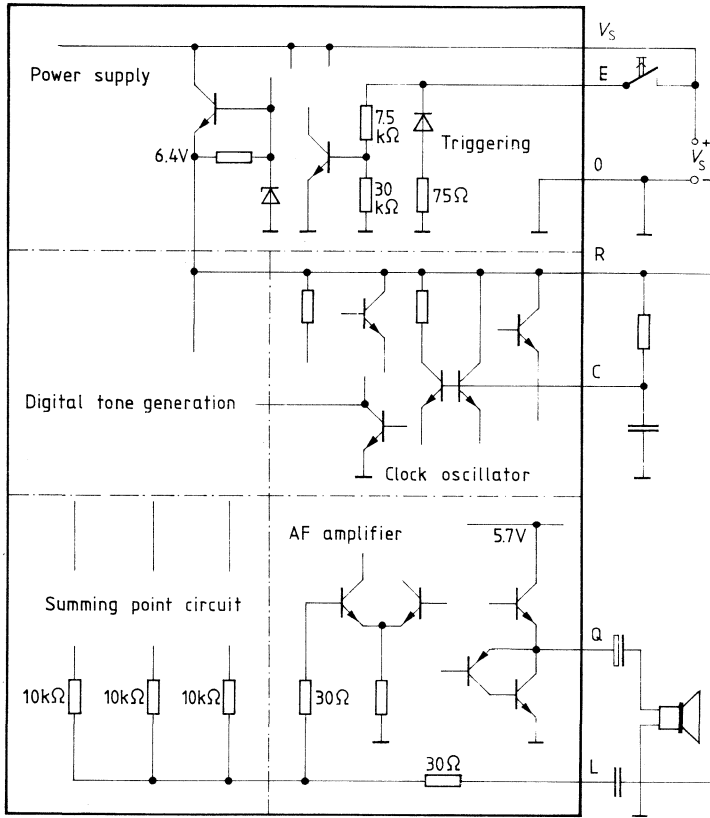 V_S
Power supply
E
7.5
kΩ
Triggering
6.4V
+
V_S
−
0
30
kΩ
75Ω
R
C
Digital tone generation
Clock oscillator
AF amplifier
5.7V
Summing point circuit
Q
10kΩ 10kΩ 10kΩ 30Ω
30Ω
L